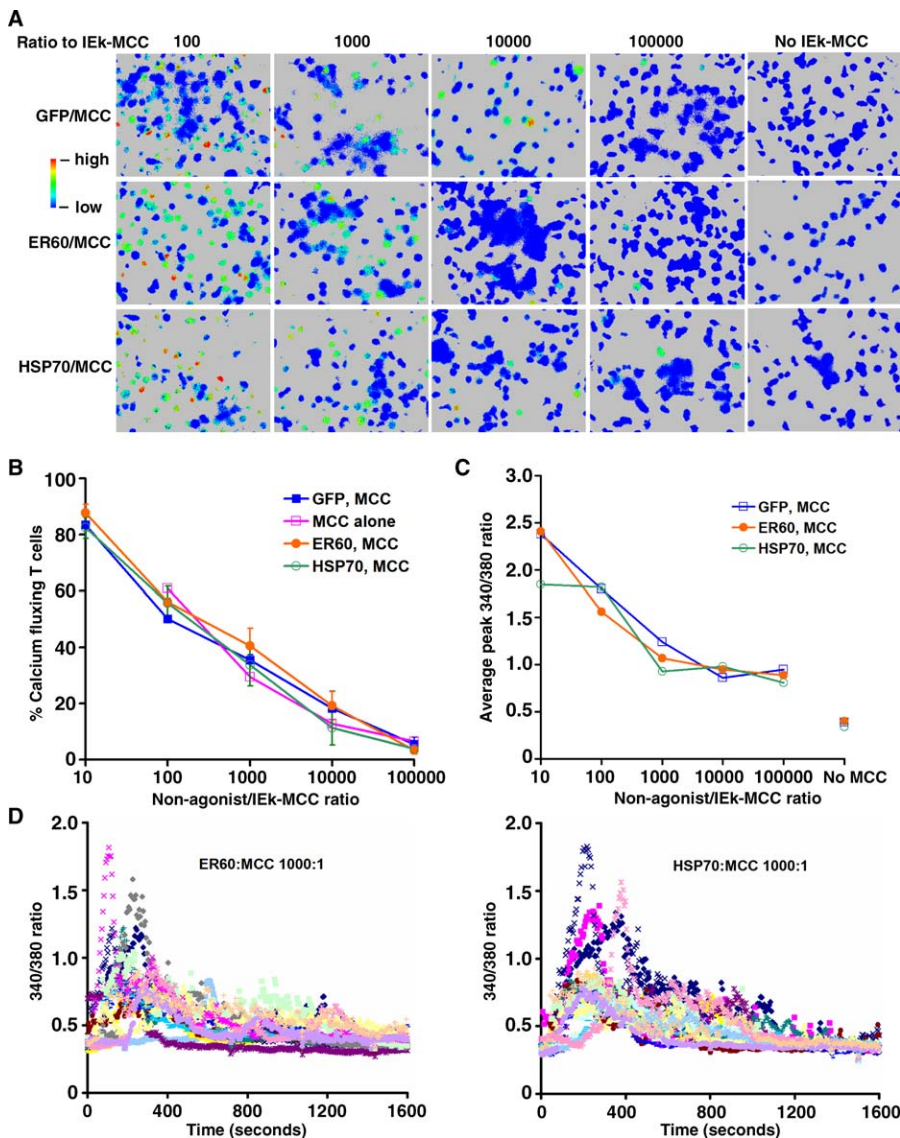 A
Ratio to IEk-MCC 100 1000 10000 100000 No IEk-MCC
GFP/MCC
high
low
ER60/MCC
HSP70/MCC
B
% Calcium fluxing T cells
100
80
60
40
20
0
10 100 1000 10000 100000
Non-agonist/IEk-MCC ratio
GFP, MCC
MCC alone
ER60, MCC
HSP70, MCC
C
Average peak 340/380 ratio
3.0
2.5
2.0
1.5
1.0
0.5
0
10 100 1000 10000 100000 No MCC
Non-agonist/IEk-MCC ratio
GFP, MCC
ER60, MCC
HSP70, MCC
D
340/380 ratio
2.0
1.5
1.0
0.5
0
0 400 800 1200 1600
Time (seconds)
ER60:MCC 1000:1
340/380 ratio
2.0
1.5
1.0
0.5
0
0 400 800 1200 1600
Time (seconds)
HSP70:MCC 1000:1